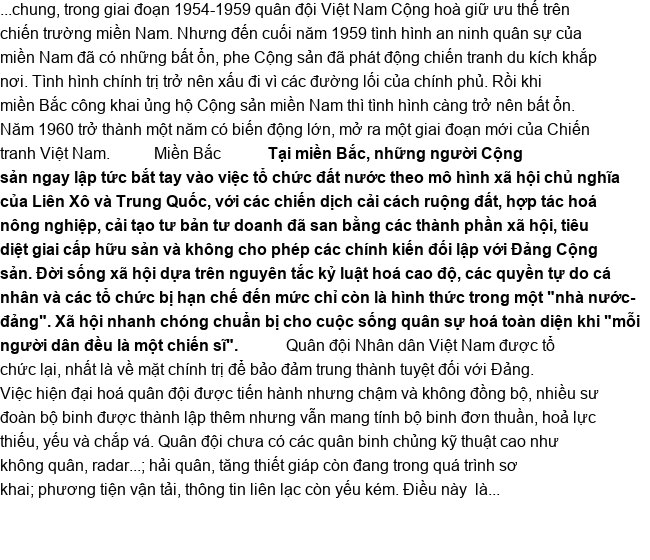 ...chung, trong giai đoạn 1954-1959 quân đội Việt Nam Cộng hoà giữ ưu thế trên
chiến trường miền Nam. Nhưng đến cuối năm 1959 tình hình an ninh quân sự của
miền Nam đã có những bất ổn, phe Cộng sản đã phát động chiến tranh du kích khắp
nơi. Tình hình chính trị trở nên xấu đi vì các đường lối của chính phủ. Rồi khi
miền Bắc công khai ủng hộ Cộng sản miền Nam thì tình hình càng trở nên bất ổn.
Năm 1960 trở thành một năm có biến động lớn, mở ra một giai đoạn mới của Chiến
tranh Việt Nam. Miền Bắc Tại miền Bắc, những người Cộng
sản ngay lập tức bắt tay vào việc tổ chức đất nước theo mô hình xã hội chủ nghĩa
của Liên Xô và Trung Quốc, với các chiến dịch cải cách ruộng đất, hợp tác hoá
nông nghiệp, cải tạo tư bản tư doanh đã san bằng các thành phần xã hội, tiêu
diệt giai cấp hữu sản và không cho phép các chính kiến đối lập với Đảng Cộng
sản. Đời sống xã hội dựa trên nguyên tắc kỷ luật hoá cao độ, các quyền tự do cá
nhân và các tổ chức bị hạn chế đến mức chỉ còn là hình thức trong một "nhà nước-
đảng". Xã hội nhanh chóng chuẩn bị cho cuộc sống quân sự hoá toàn diện khi "mỗi
người dân đều là một chiến sĩ". Quân đội Nhân dân Việt Nam được tổ
chức lại, nhất là về mặt chính trị để bảo đảm trung thành tuyệt đối với Đảng.
Việc hiện đại hoá quân đội được tiến hành nhưng chậm và không đồng bộ, nhiều sư
đoàn bộ binh được thành lập thêm nhưng vẫn mang tính bộ binh đơn thuần, hoả lực
thiếu, yếu và chắp vá. Quân đội chưa có các quân binh chủng kỹ thuật cao như
không quân, radar...; hải quân, tăng thiết giáp còn đang trong quá trình sơ
khai; phương tiện vận tải, thông tin liên lạc còn yếu kém. Điều này là...